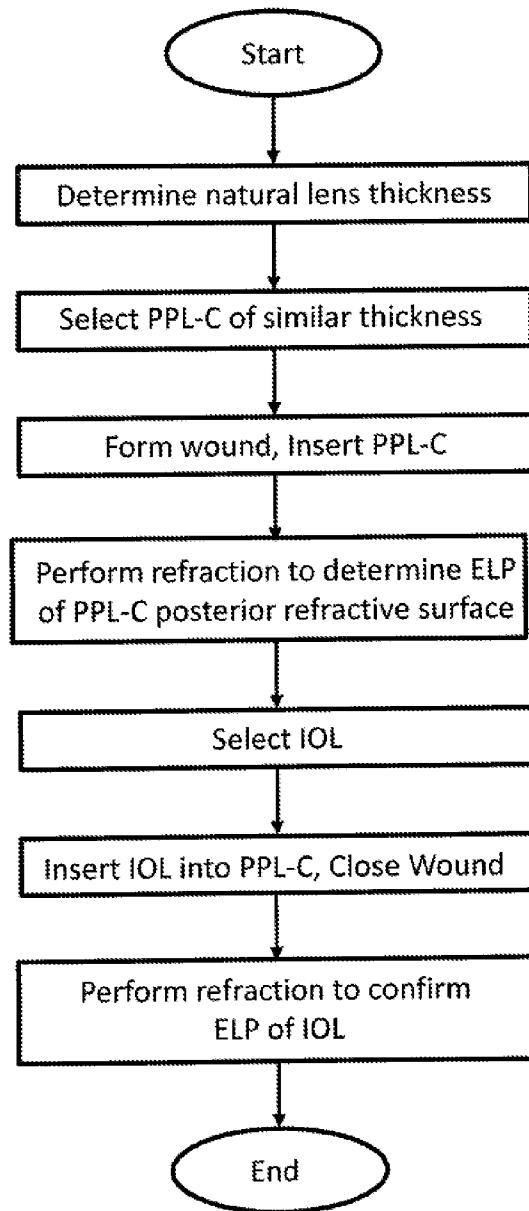 Start
Determine natural lens thickness
Select PPL-C of similar thickness
Form wound, Insert PPL-C
Perform refraction to determine ELP
of PPL-C posterior refractive surface
Select IOL
Insert IOL into PPL-C, Close Wound
Perform refraction to confirm
ELP of IOL
End